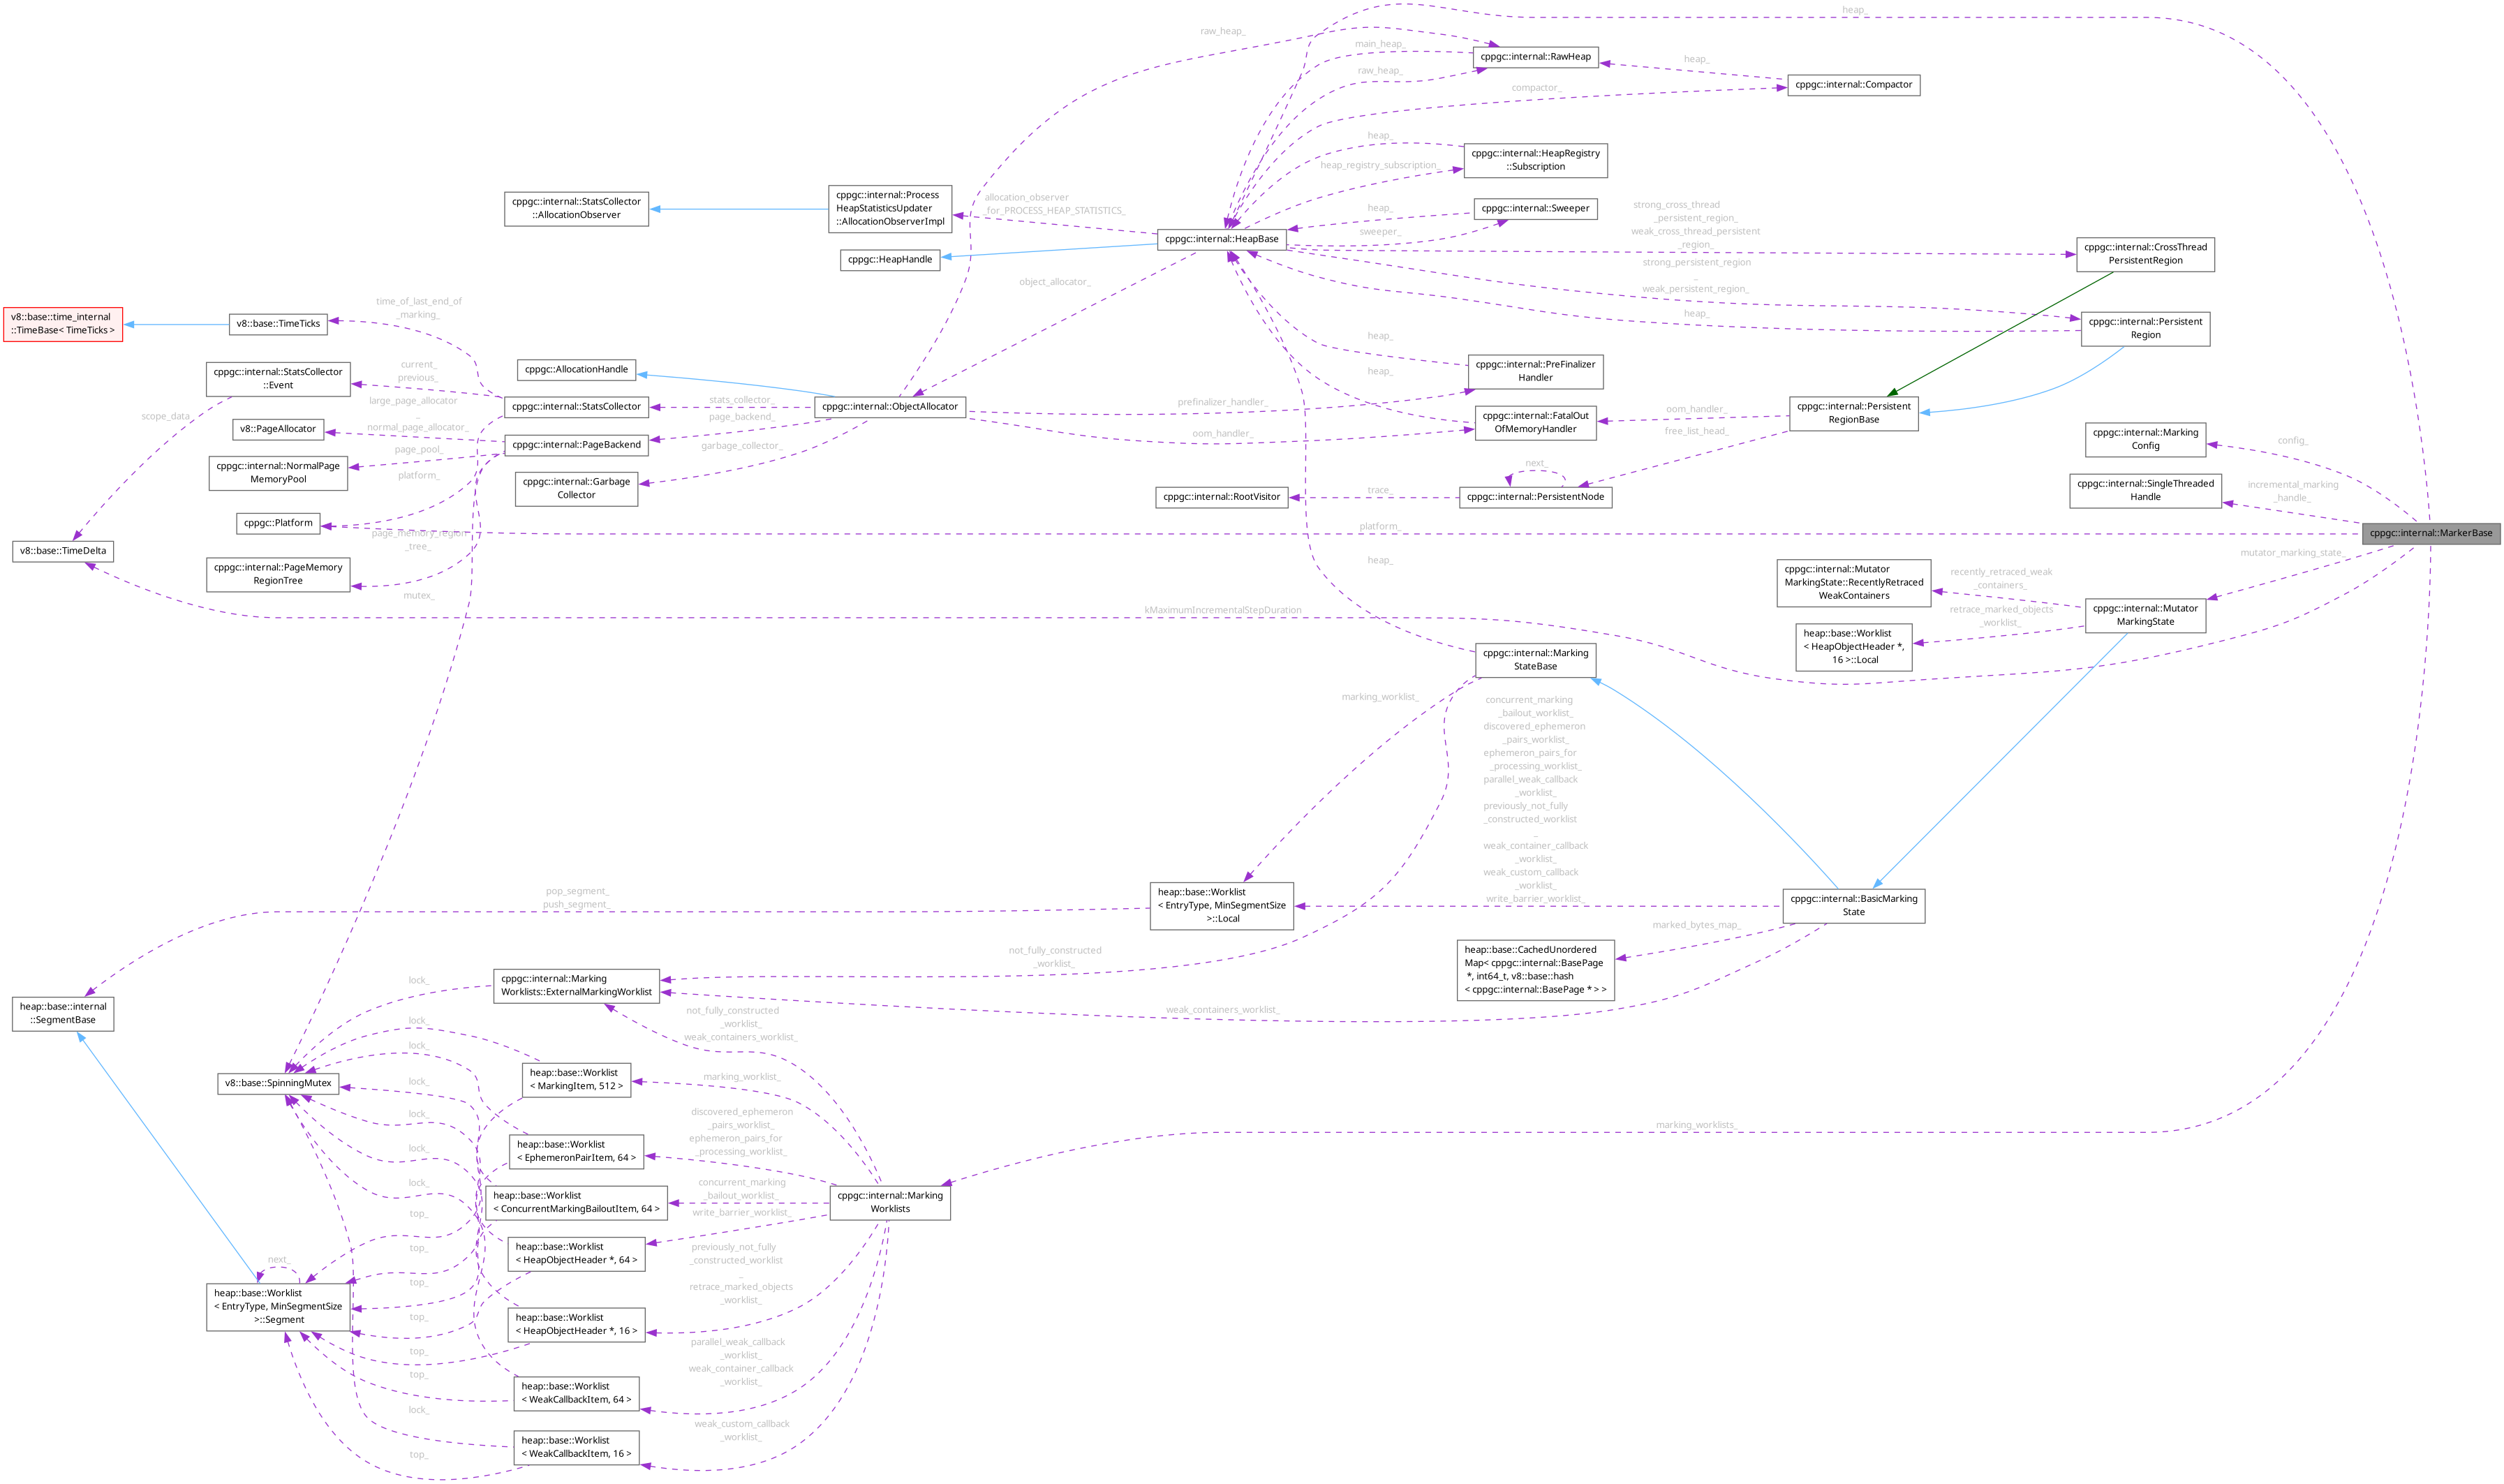 heap_
raw_heap_
main_heap_
cppgc::internal::RawHeap
heap_
raw_heap_
cppgc::internal::Compactor
compactor_
heap_
cppgc::internal::HeapRegistry
::Subscription
heap_registry_subscription_
cppgc::internal::StatsCollector
::AllocationObserver
cppgc::internal::Process
HeapStatisticsUpdater
::AllocationObserverImpl
allocation_observer
_for_PROCESS_HEAP_STATISTICS_
heap_
cppgc::internal::Sweeper
sweeper_
cppgc::internal::HeapBase
strong_cross_thread
_persistent_region_
weak_cross_thread_persistent
_region_
cppgc::internal::CrossThread
PersistentRegion
cppgc::HeapHandle
object_allocator_
strong_persistent_region
_
weak_persistent_region_
heap_
cppgc::internal::Persistent
Region
v8::base::time_internal
::TimeBase< TimeTicks >
v8::base::TimeTicks
time_of_last_end_of
_marking_
heap_
cppgc::internal::PreFinalizer
Handler
heap_
cppgc::internal::StatsCollector
::Event
current_
previous_
cppgc::AllocationHandle
scope_data_
large_page_allocator
_
normal_page_allocator_
cppgc::internal::StatsCollector
stats_collector_
cppgc::internal::ObjectAllocator
prefinalizer_handler_
cppgc::internal::FatalOut
OfMemoryHandler
oom_handler_
cppgc::internal::Persistent
RegionBase
v8::PageAllocator
cppgc::internal::PageBackend
page_backend_
oom_handler_
free_list_head_
cppgc::internal::Marking
Config
config_
cppgc::internal::NormalPage
MemoryPool
page_pool_
garbage_collector_
platform_
cppgc::internal::Garbage
Collector
next_
cppgc::internal::RootVisitor
trace_
cppgc::internal::PersistentNode
cppgc::internal::SingleThreaded
Handle
incremental_marking
_handle_
cppgc::Platform
platform_
cppgc::internal::MarkerBase
v8::base::TimeDelta
page_memory_region
_tree_
cppgc::internal::PageMemory
RegionTree
mutex_
heap_
kMaximumIncrementalStepDuration
mutator_marking_state_
cppgc::internal::Mutator
MarkingState::RecentlyRetraced
WeakContainers
recently_retraced_weak
_containers_
retrace_marked_objects
_worklist_
cppgc::internal::Mutator
MarkingState
heap::base::Worklist
< HeapObjectHeader *,
16 >::Local
cppgc::internal::Marking
StateBase
marking_worklist_
concurrent_marking
_bailout_worklist_
discovered_ephemeron
_pairs_worklist_
ephemeron_pairs_for
_processing_worklist_
parallel_weak_callback
_worklist_
previously_not_fully
_constructed_worklist
_
weak_container_callback
_worklist_
weak_custom_callback
_worklist_
write_barrier_worklist_
pop_segment_
push_segment_
heap::base::Worklist
< EntryType, MinSegmentSize
>::Local
cppgc::internal::BasicMarking
State
marked_bytes_map_
heap::base::CachedUnordered
Map< cppgc::internal::BasePage
*, int64_t, v8::base::hash
< cppgc::internal::BasePage * > >
not_fully_constructed
_worklist_
weak_containers_worklist_
heap::base::internal
::SegmentBase
lock_
cppgc::internal::Marking
Worklists::ExternalMarkingWorklist
not_fully_constructed
_worklist_
weak_containers_worklist_
lock_
lock_
v8::base::SpinningMutex
lock_
heap::base::Worklist
< MarkingItem, 512 >
marking_worklist_
lock_
discovered_ephemeron
_pairs_worklist_
ephemeron_pairs_for
_processing_worklist_
marking_worklists_
lock_
heap::base::Worklist
< EphemeronPairItem, 64 >
lock_
heap::base::Worklist
< ConcurrentMarkingBailoutItem, 64 >
concurrent_marking
_bailout_worklist_
cppgc::internal::Marking
Worklists
top_
write_barrier_worklist_
top_
heap::base::Worklist
< HeapObjectHeader *, 64 >
previously_not_fully
_constructed_worklist
_
retrace_marked_objects
_worklist_
next_
heap::base::Worklist
< EntryType, MinSegmentSize
>::Segment
top_
top_
heap::base::Worklist
< HeapObjectHeader *, 16 >
top_
parallel_weak_callback
_worklist_
weak_container_callback
_worklist_
top_
heap::base::Worklist
< WeakCallbackItem, 64 >
lock_
weak_custom_callback
_worklist_
heap::base::Worklist
< WeakCallbackItem, 16 >
top_